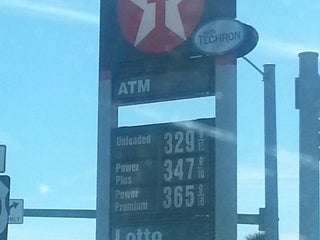 T
TECHRON
ATM
Unleaded 329 9/10
Power Plus 347 9/10
Power Premium 365 9/10
Lotto